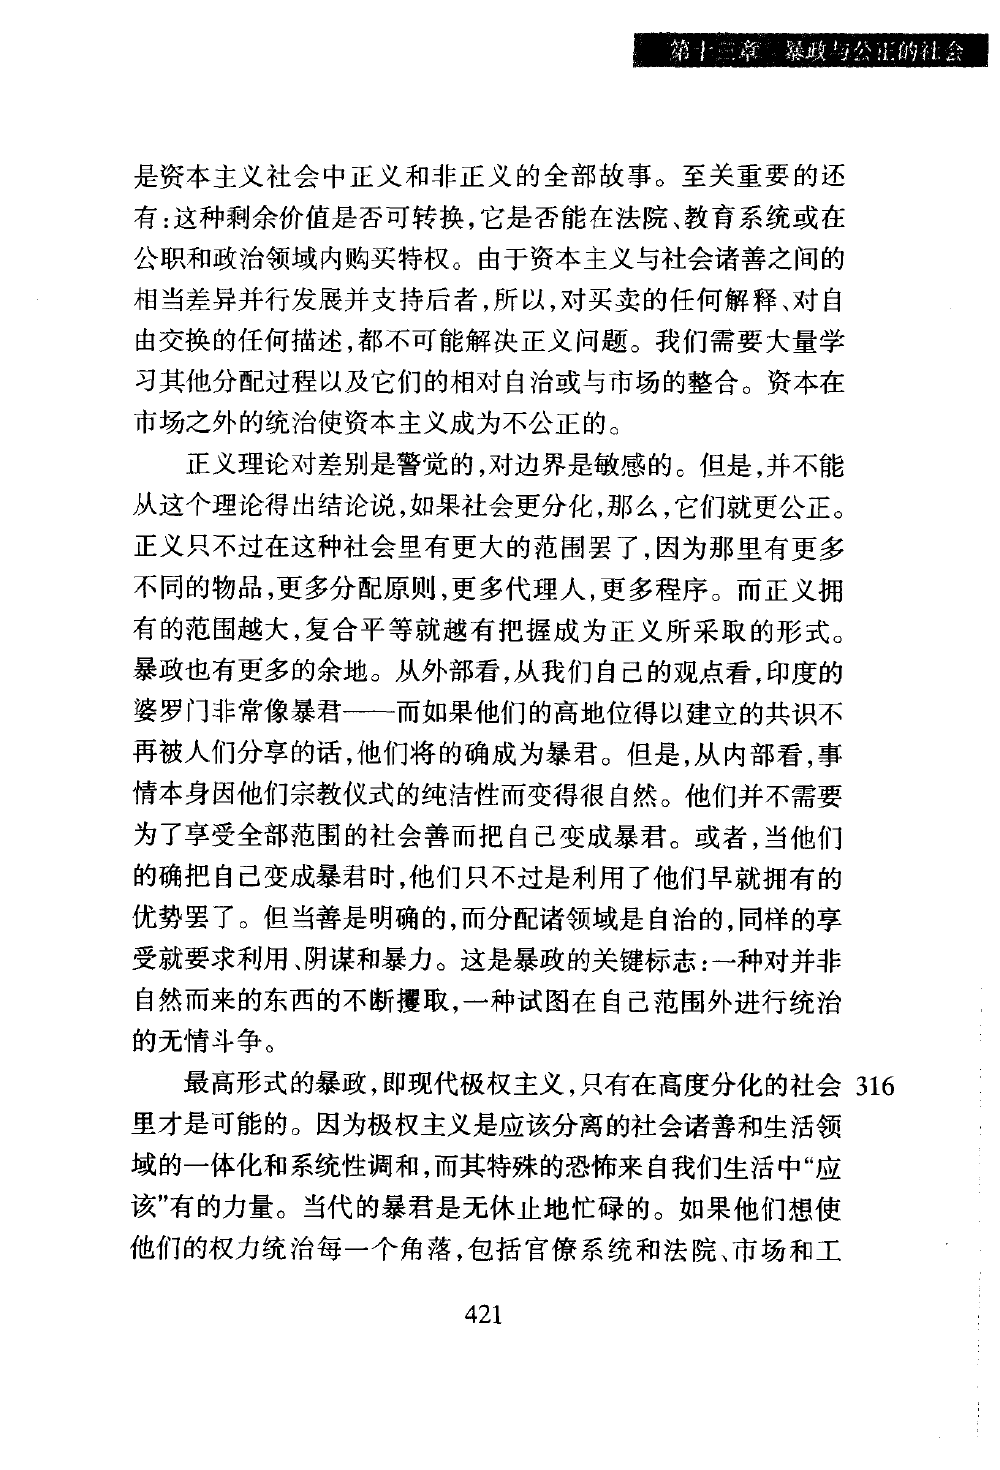 第十三章 暴政与公正的社会
是资本主义社会中正义和非正义的全部故事。至关重要的还
有:这种剩余价值是否可转换,它是否能在法院、教育系统或在
公职和政治领域内购买特权。由于资本主义与社会诸善之间的
相当差异并行发展并支持后者,所以,对买卖的任何解释、对自
由交换的任何描述,都不可能解决正义问题。我们需要大量学
习其他分配过程以及它们的相对自治或与市场的整合。资本在
市场之外的统治使资本主义成为不公正的。
正义理论对差别是警觉的,对边界是敏感的。但是,并不能
从这个理论得出结论说,如果社会更分化,那么,它们就更公正。
正义只不过在这种社会里有更大的范围罢了,因为那里有更多
不同的物品,更多分配原则,更多代理人,更多程序。而正义拥
有的范围越大,复合平等就越有把握成为正义所采取的形式。
暴政也有更多的余地。从外部看,从我们自己的观点看,印度的
婆罗门非常像暴君——而如果他们的高地位得以建立的共识不
再被人们分享的话,他们将的确成为暴君。但是,从内部看,事
情本身因他们宗教仪式的纯洁性而变得很自然。他们并不需要
为了享受全部范围的社会善而把自己变成暴君。或者,当他们
的确把自己变成暴君时,他们只不过是利用了他们早就拥有的
优势罢了。但当善是明确的,而分配诸领域是自治的,同样的享
受就要求利用、阴谋和暴力。这是暴政的关键标志:一种对并非
自然而来的东西的不断攫取,一种试图在自己范围外进行统治
的无情斗争。
最高形式的暴政,即现代极权主义,只有在高度分化的社会 316
里才是可能的。因为极权主义是应该分离的社会诸善和生活领
域的一体化和系统性调和,而其特殊的恐怖来自我们生活中“应
该”有的力量。当代的暴君是无休止地忙碌的。如果他们想使
他们的权力统治每一个角落,包括官僚系统和法院、市场和工
421